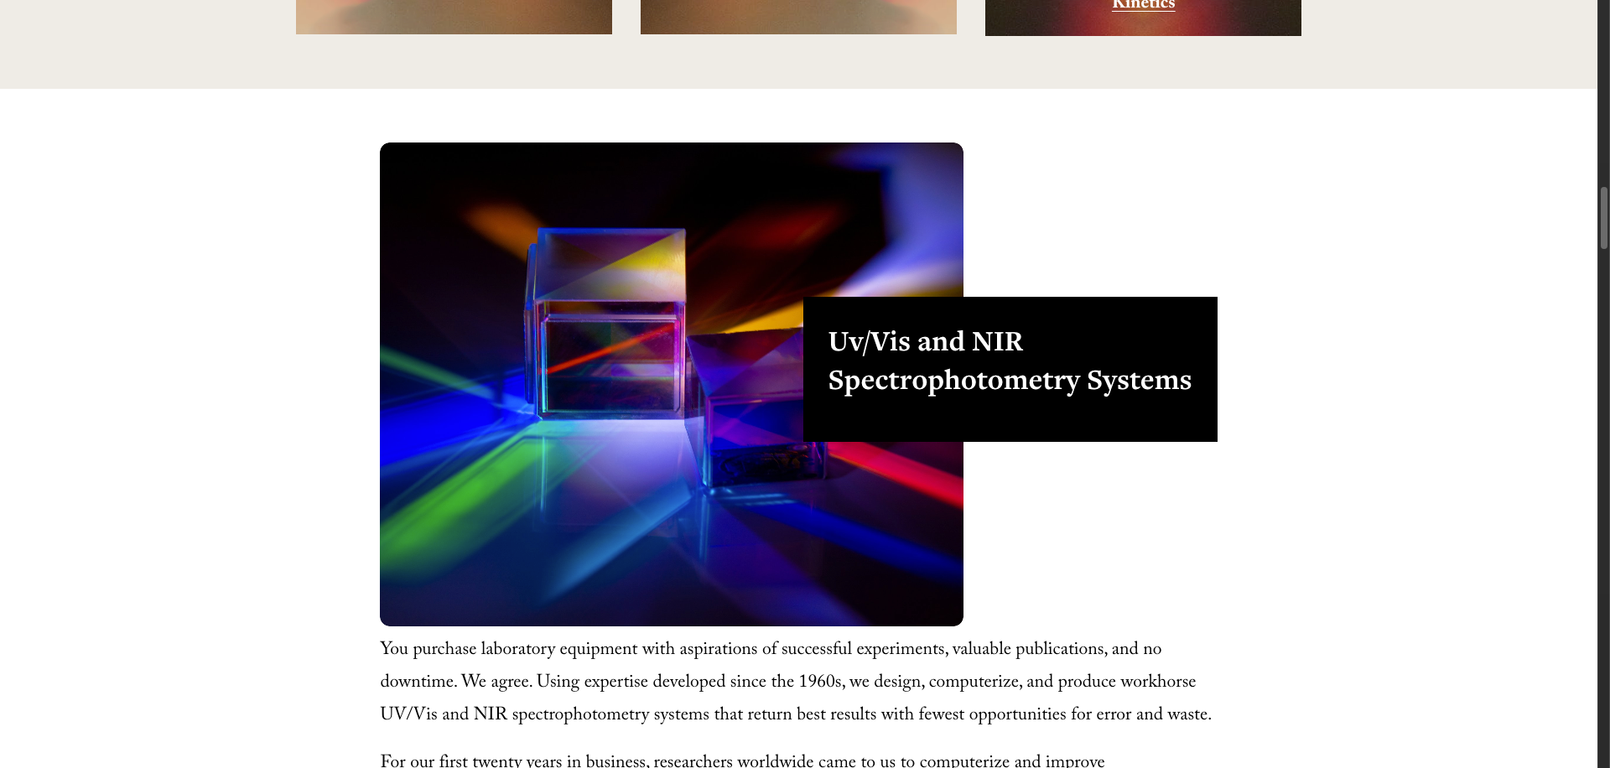 Kinetics
Uv/Vis and NIR
Spectrophotometry Systems
You purchase laboratory equipment with aspirations of successful experiments, valuable publications, and no
downtime. We agree. Using expertise developed since the 1960s, we design, computerize, and produce workhorse
UV/Vis and NIR spectrophotometry systems that return best results with fewest opportunities for error and waste.
For our first twenty years in business, researchers worldwide came to us to computerize and improve